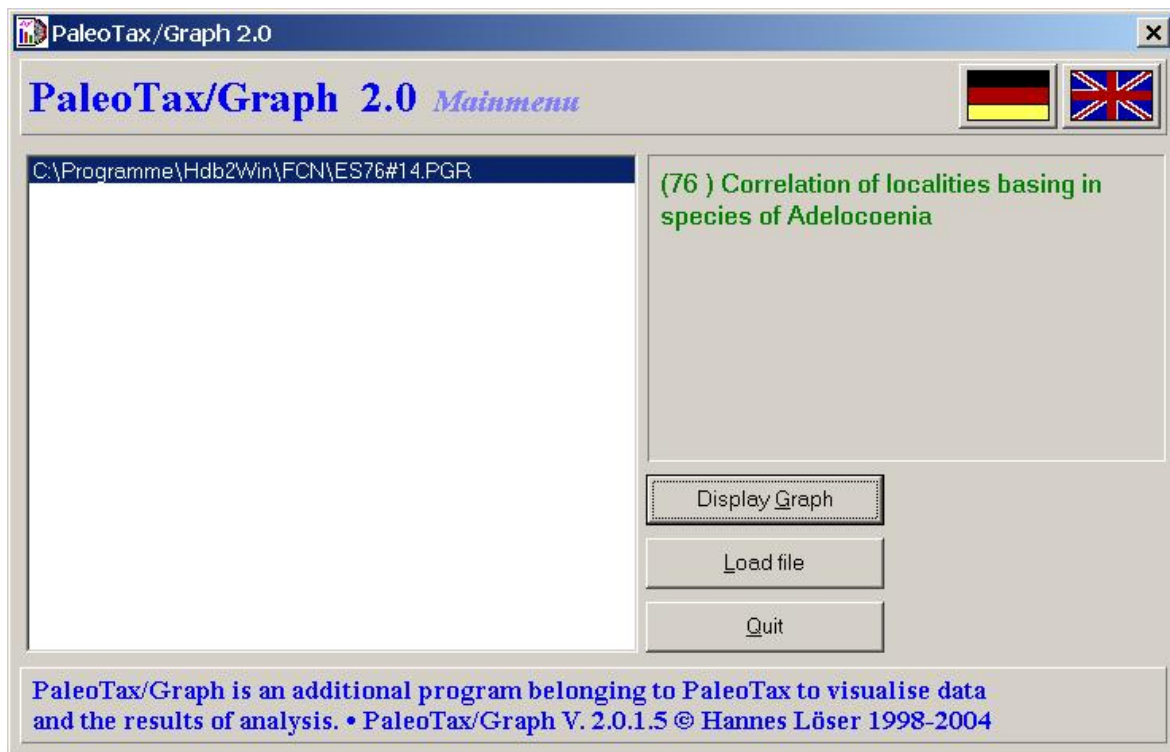 PaleoTax/Graph 2.0
PaleoTax/Graph 2.0 Mainmenu
C:\Programme\Hdb2Win\FCN\ES76#14.PGR
(76 ) Correlation of localities basing in
species of Adelocoenia
Display Graph
Load file
Quit
PaleoTax/Graph is an additional program belonging to PaleoTax to visualise data
and the results of analysis. • PaleoTax/Graph V. 2.0.1.5 © Hannes Löser 1998-2004